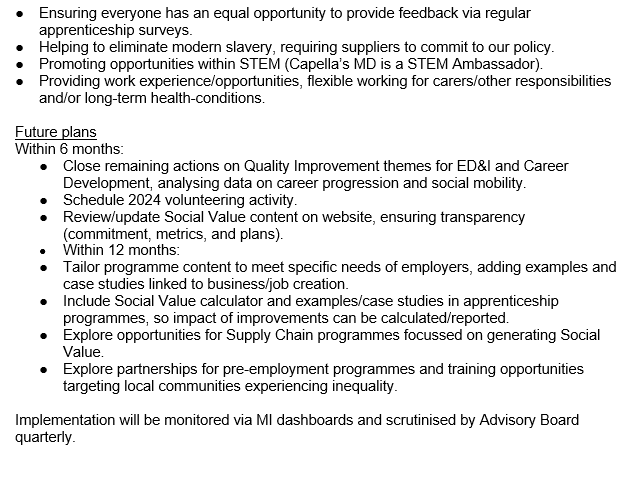 ● Ensuring everyone has an equal opportunity to provide feedback via regular
apprenticeship surveys.
● Helping to eliminate modern slavery, requiring suppliers to commit to our policy.
● Promoting opportunities within STEM (Capella's MD is a STEM Ambassador).
● Providing work experience/opportunities, flexible working for carers/other responsibilities
and/or long-term health-conditions.
Future plans
Within 6 months:
● Close remaining actions on Quality Improvement themes for ED&I and Career
Development, analysing data on career progression and social mobility.
● Schedule 2024 volunteering activity.
● Review/update Social Value content on website, ensuring transparency
(commitment, metrics, and plans).
● Within 12 months:
● Tailor programme content to meet specific needs of employers, adding examples and
case studies linked to business/job creation.
● Include Social Value calculator and examples/case studies in apprenticeship
programmes, so impact of improvements can be calculated/reported.
● Explore opportunities for Supply Chain programmes focussed on generating Social
Value.
● Explore partnerships for pre-employment programmes and training opportunities
targeting local communities experiencing inequality.
Implementation will be monitored via MI dashboards and scrutinised by Advisory Board
quarterly.